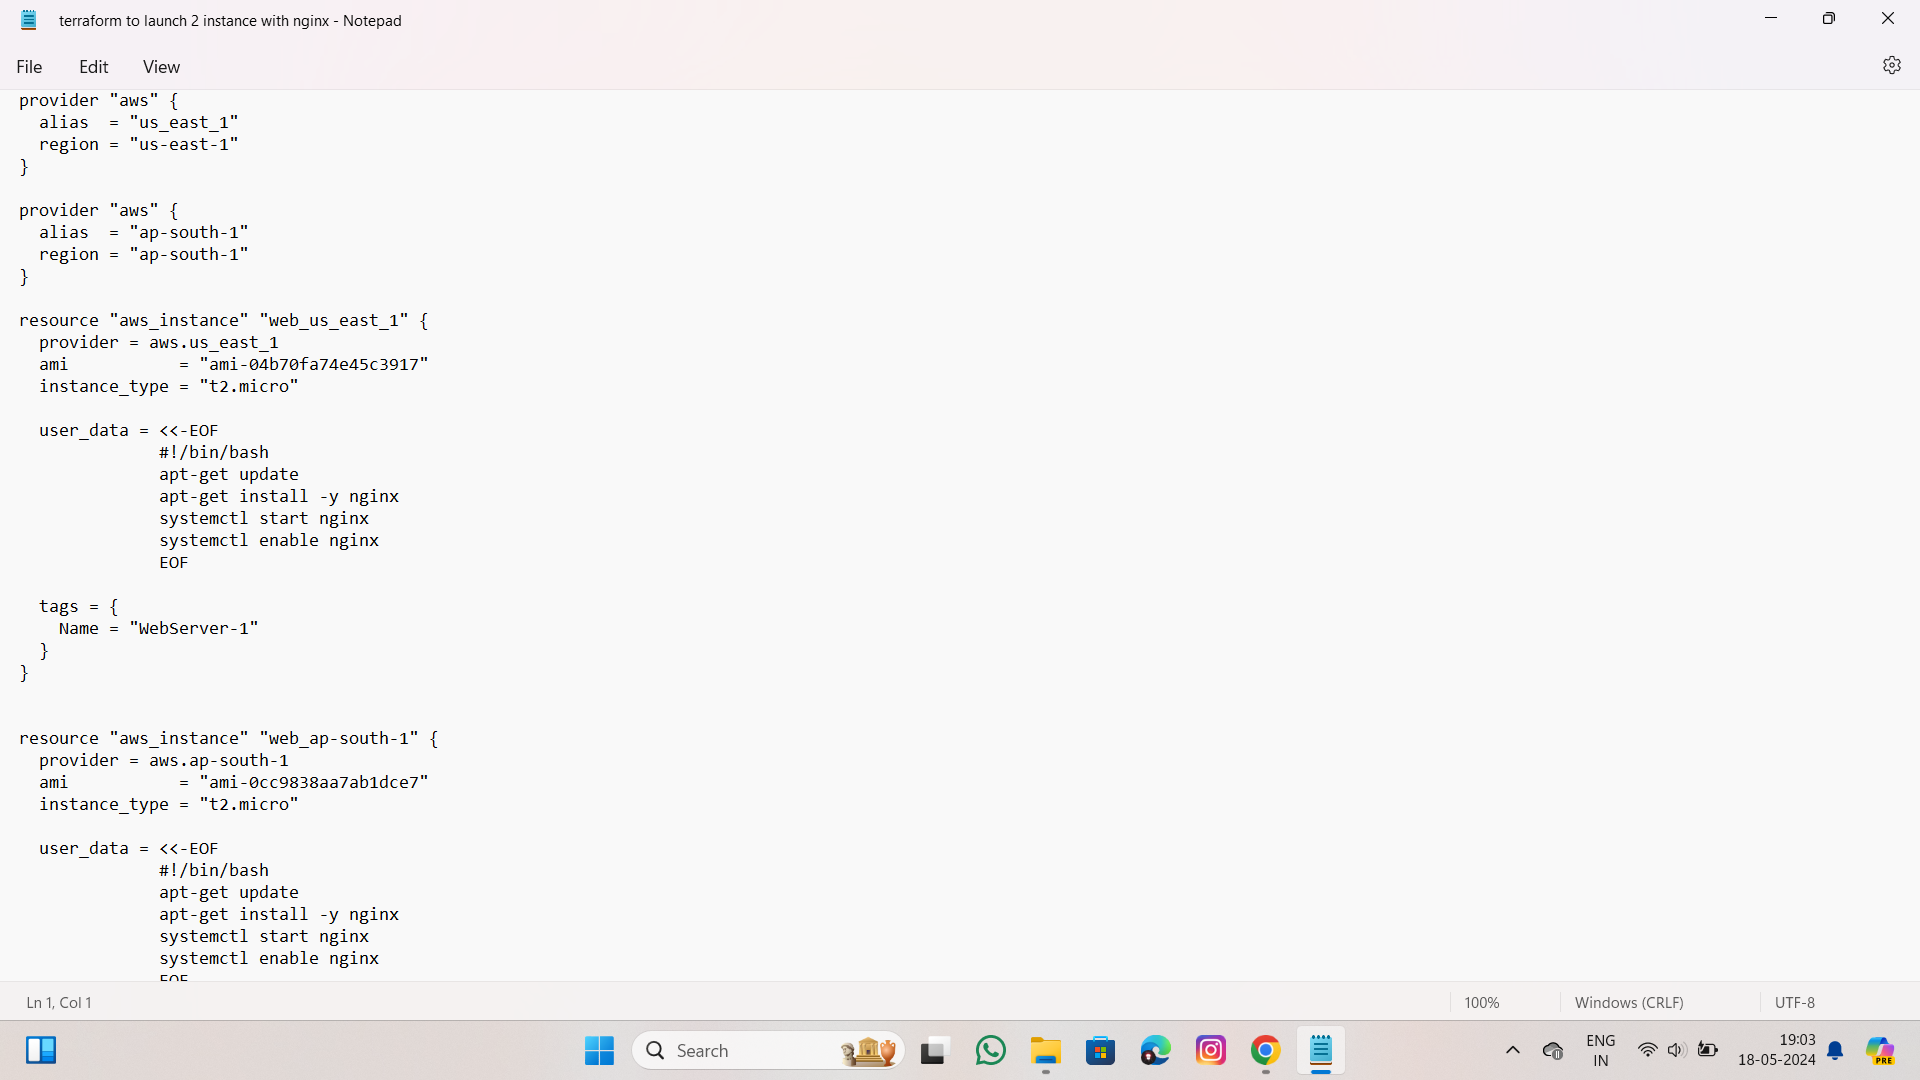 terraform to launch 2 instance with nginx - Notepad
File Edit View
provider "aws" {
  alias  = "us_east_1"
  region = "us-east-1"
}
provider "aws" {
  alias  = "ap-south-1"
  region = "ap-south-1"
}
resource "aws_instance" "web_us_east_1" {
  provider = aws.us_east_1
  ami           = "ami-04b70fa74e45c3917"
  instance_type = "t2.micro"
  user_data = <<-EOF
              #!/bin/bash
              apt-get update
              apt-get install -y nginx
              systemctl start nginx
              systemctl enable nginx
              EOF
  tags = {
    Name = "WebServer-1"
  }
}
resource "aws_instance" "web_ap-south-1" {
  provider = aws.ap-south-1
  ami           = "ami-0cc9838aa7ab1dce7"
  instance_type = "t2.micro"
  user_data = <<-EOF
              #!/bin/bash
              apt-get update
              apt-get install -y nginx
              systemctl start nginx
              systemctl enable nginx
              EOF
Ln 1, Col 1 100% Windows (CRLF) UTF-8
Search
ENG
IN
19:03
18-05-2024
PRE